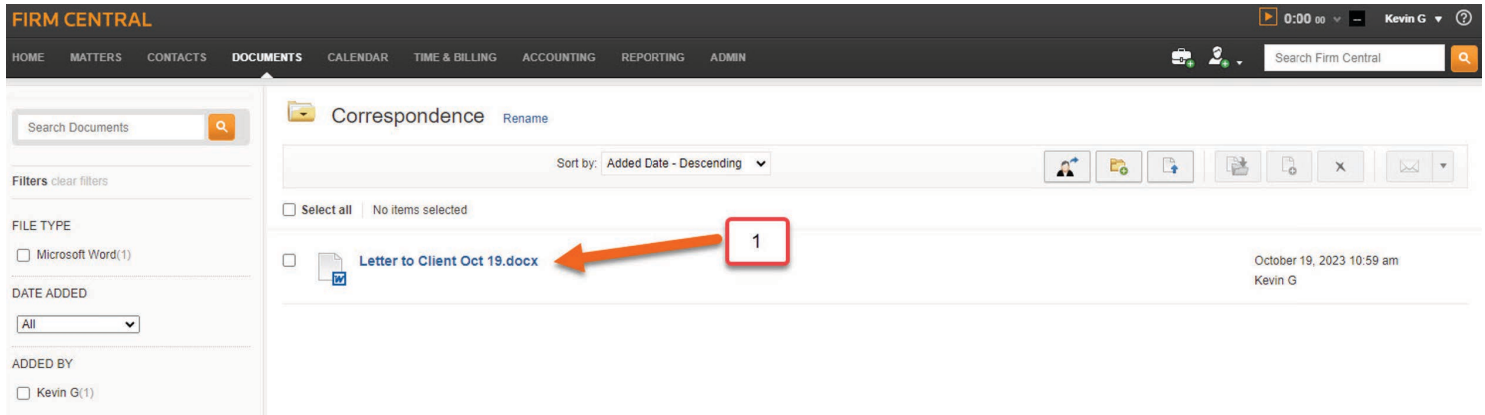 FIRM CENTRAL
0:00 00 Kevin G
HOME MATTERS CONTACTS DOCUMENTS CALENDAR TIME & BILLING ACCOUNTING REPORTING ADMIN
Search Firm Central
Search Documents
Filters clear filters
FILE TYPE
Microsoft Word(1)
DATE ADDED
All
ADDED BY
Kevin G(1)
Correspondence Rename
Sort by: Added Date - Descending
Select all No items selected
1
W
Letter to Client Oct 19.docx
October 19, 2023 10:59 am
Kevin G